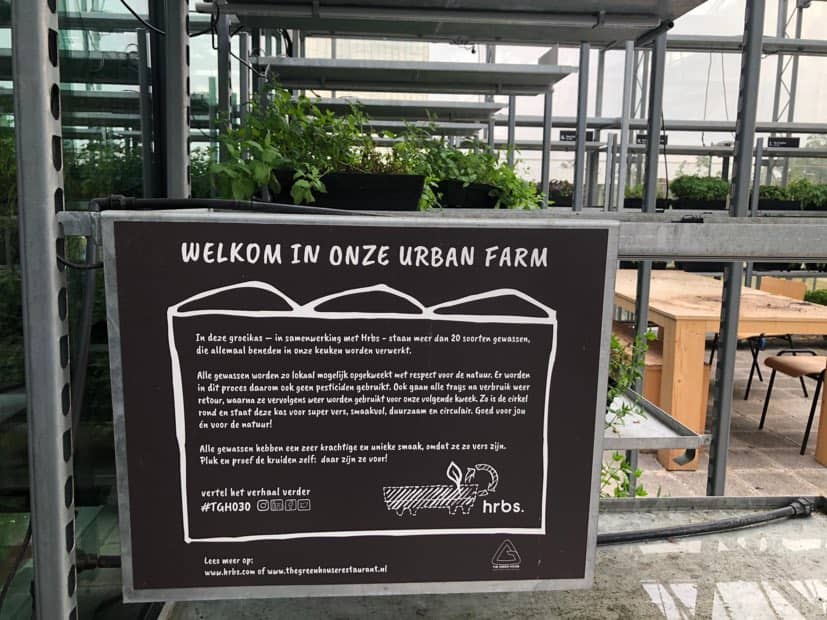 WELKOM IN ONZE URBAN FARM
In deze groeikas – in samenwerking met Hrbs – staan meer dan 20 soorten gewassen,
die allemaal beneden in onze keuken worden verwerkt.
Alle gewassen worden zo lokaal mogelijk opgekweekt met respect voor de natuur. Er worden
in dit proces daarom ook geen pesticiden gebruikt. Ook gaan alle trays na verbruik weer
retour, waarna ze vervolgens weer worden gebruikt voor onze volgende kweek. Zo is de cirkel
rond en staat deze kas voor super vers, smaakvol, duurzaam en circulair. Goed voor jou
én voor de natuur!
Alle gewassen hebben een zeer krachtige en unieke smaak, omdat ze zo vers zijn.
Pluk en proef de kruiden zelf: daar zijn ze voor!
vertel het verhaal verder
#TGH030
hrbs.
Lees meer op:
www.hrbs.com of www.thegreenhouserestaurant.nl
THE GREEN HOUSE